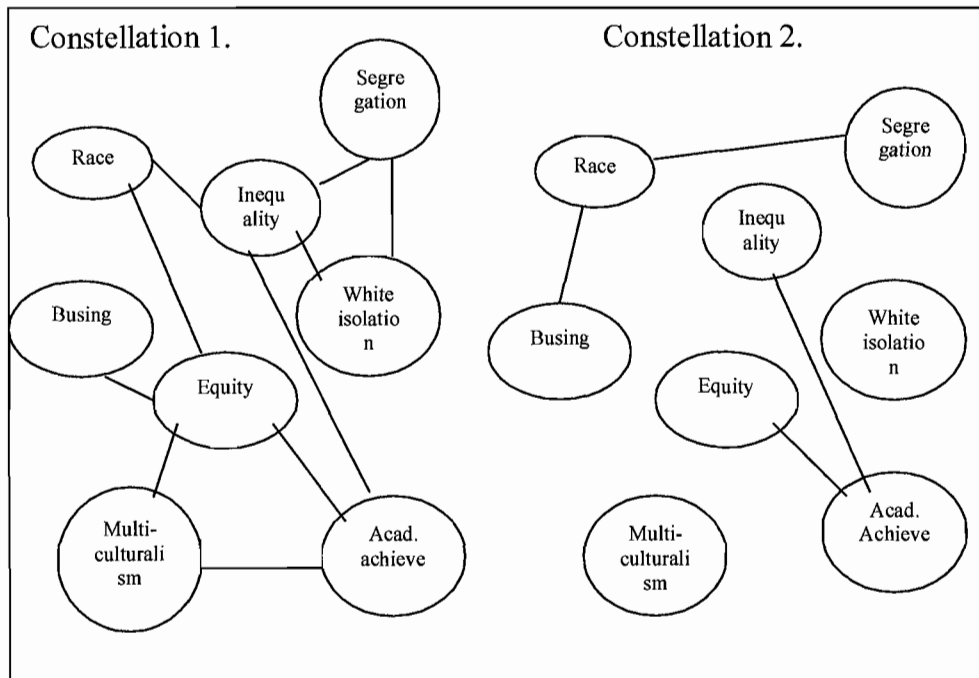 Constellation 1.
Segre
gation
Race
Inequ
ality
Busing
White
isolatio
n
Equity
Multi-
culturali
sm
Acad.
achieve
Constellation 2.
Segre
gation
Race
Inequ
ality
Busing
White
isolatio
n
Equity
Multi-
culturali
sm
Acad.
Achieve